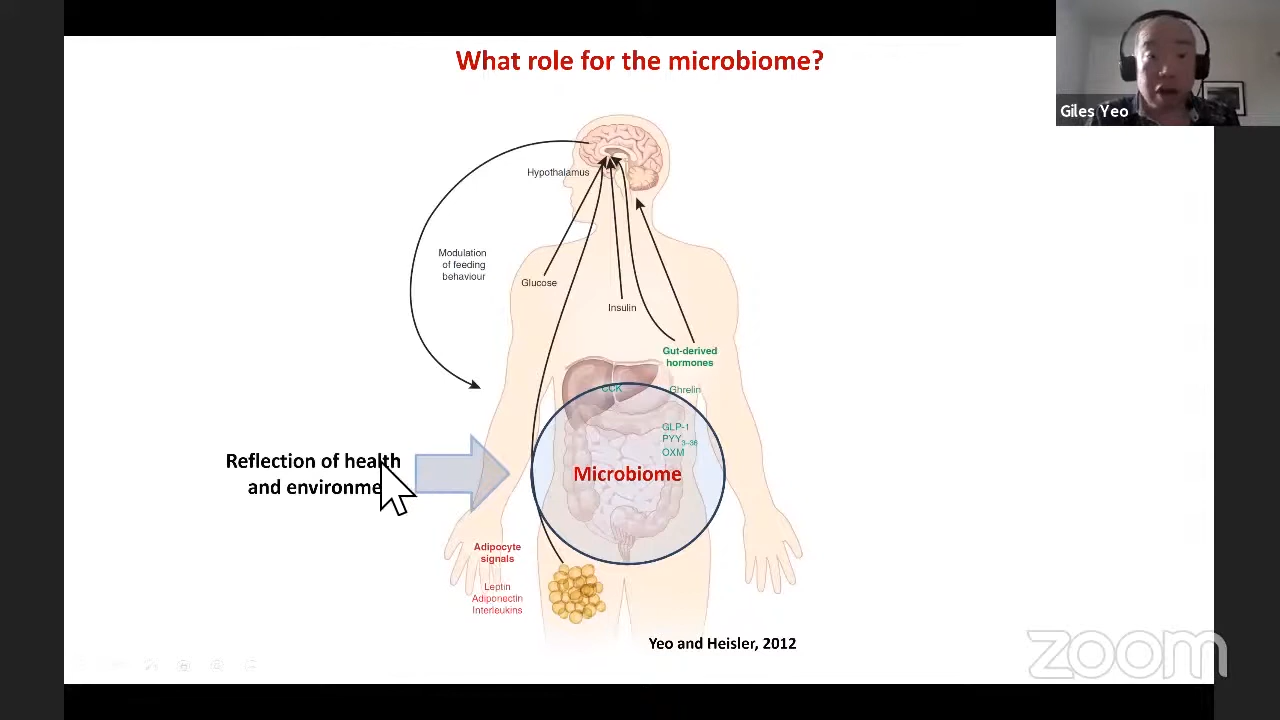 What role for the microbiome?
Giles Yeo
Hypothalamus
Modulation
of feeding
behaviour
Glucose
Insulin
Gut-derived
hormones
CCK
Ghrelin
GLP-1
PYY3–36
OXM
Reflection of health
and environme
Microbiome
Adipocyte
signals
Leptin
Adiponectin
Interleukins
Yeo and Heisler, 2012
zoom